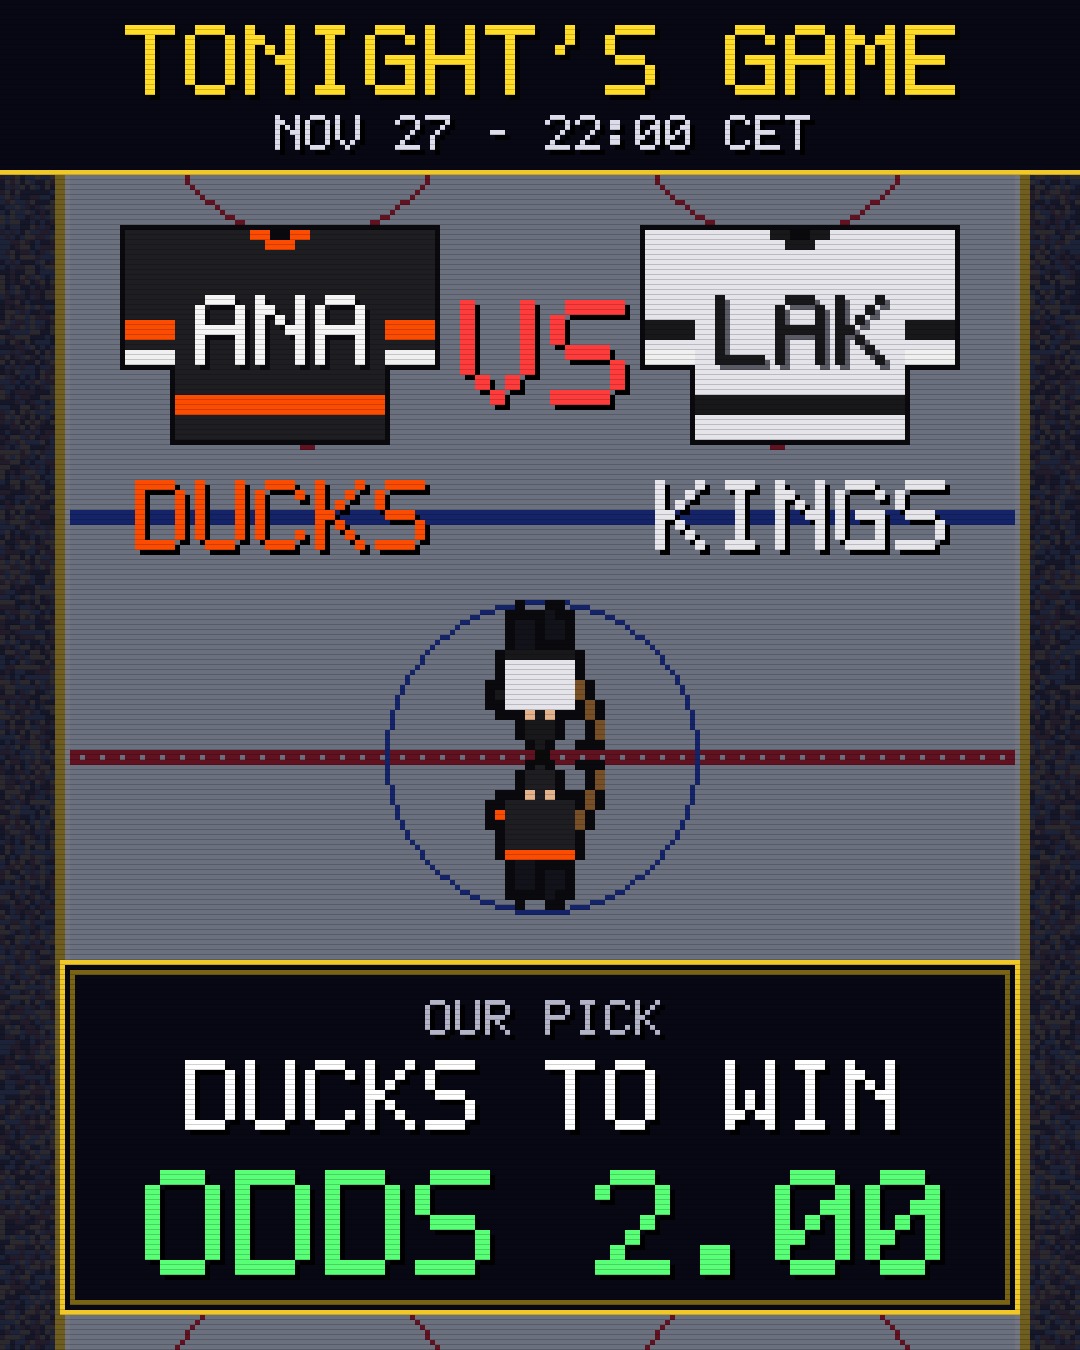 TONIGHT'S GAME
NOV 27 - 22:00 CET
ANA VS LAK
DUCKS KINGS
OUR PICK
DUCKS TO WIN
ODDS 2.00